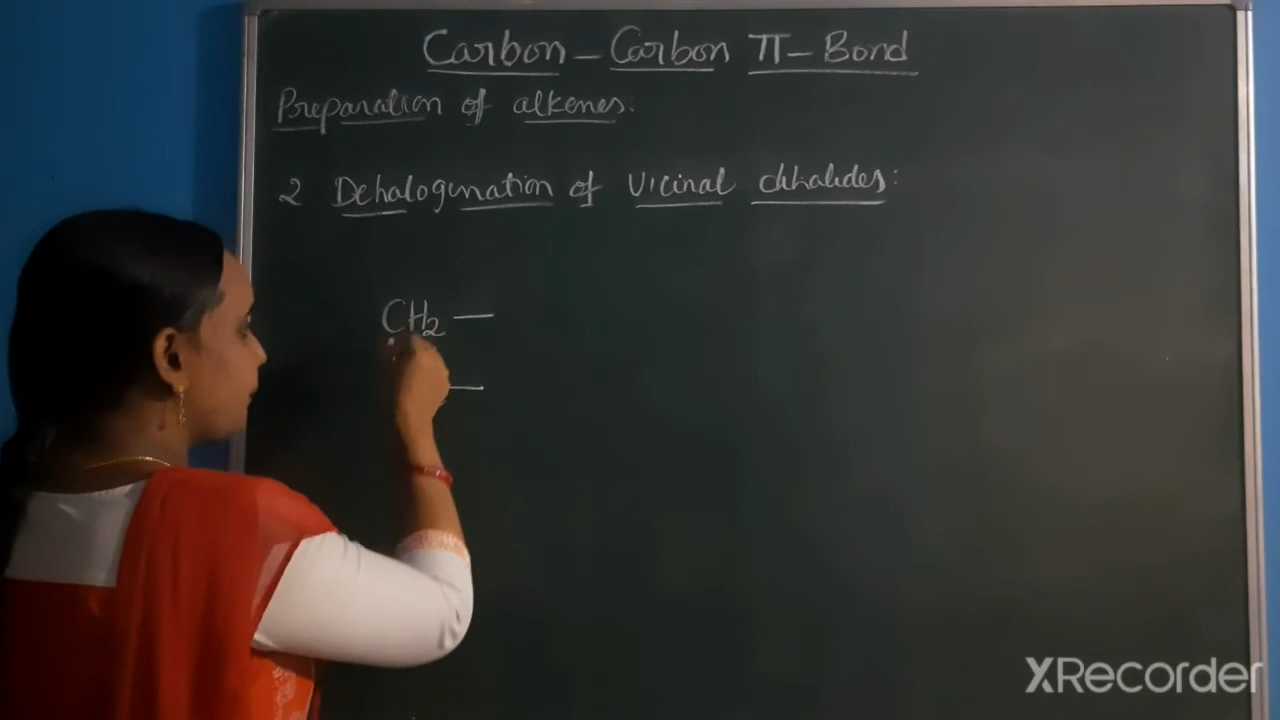 Carbon - Carbon π - Bond
Preparation of alkenes:
2 Dehalogenation of Vicinal dihalides:
CH2 —
—
XRecorder